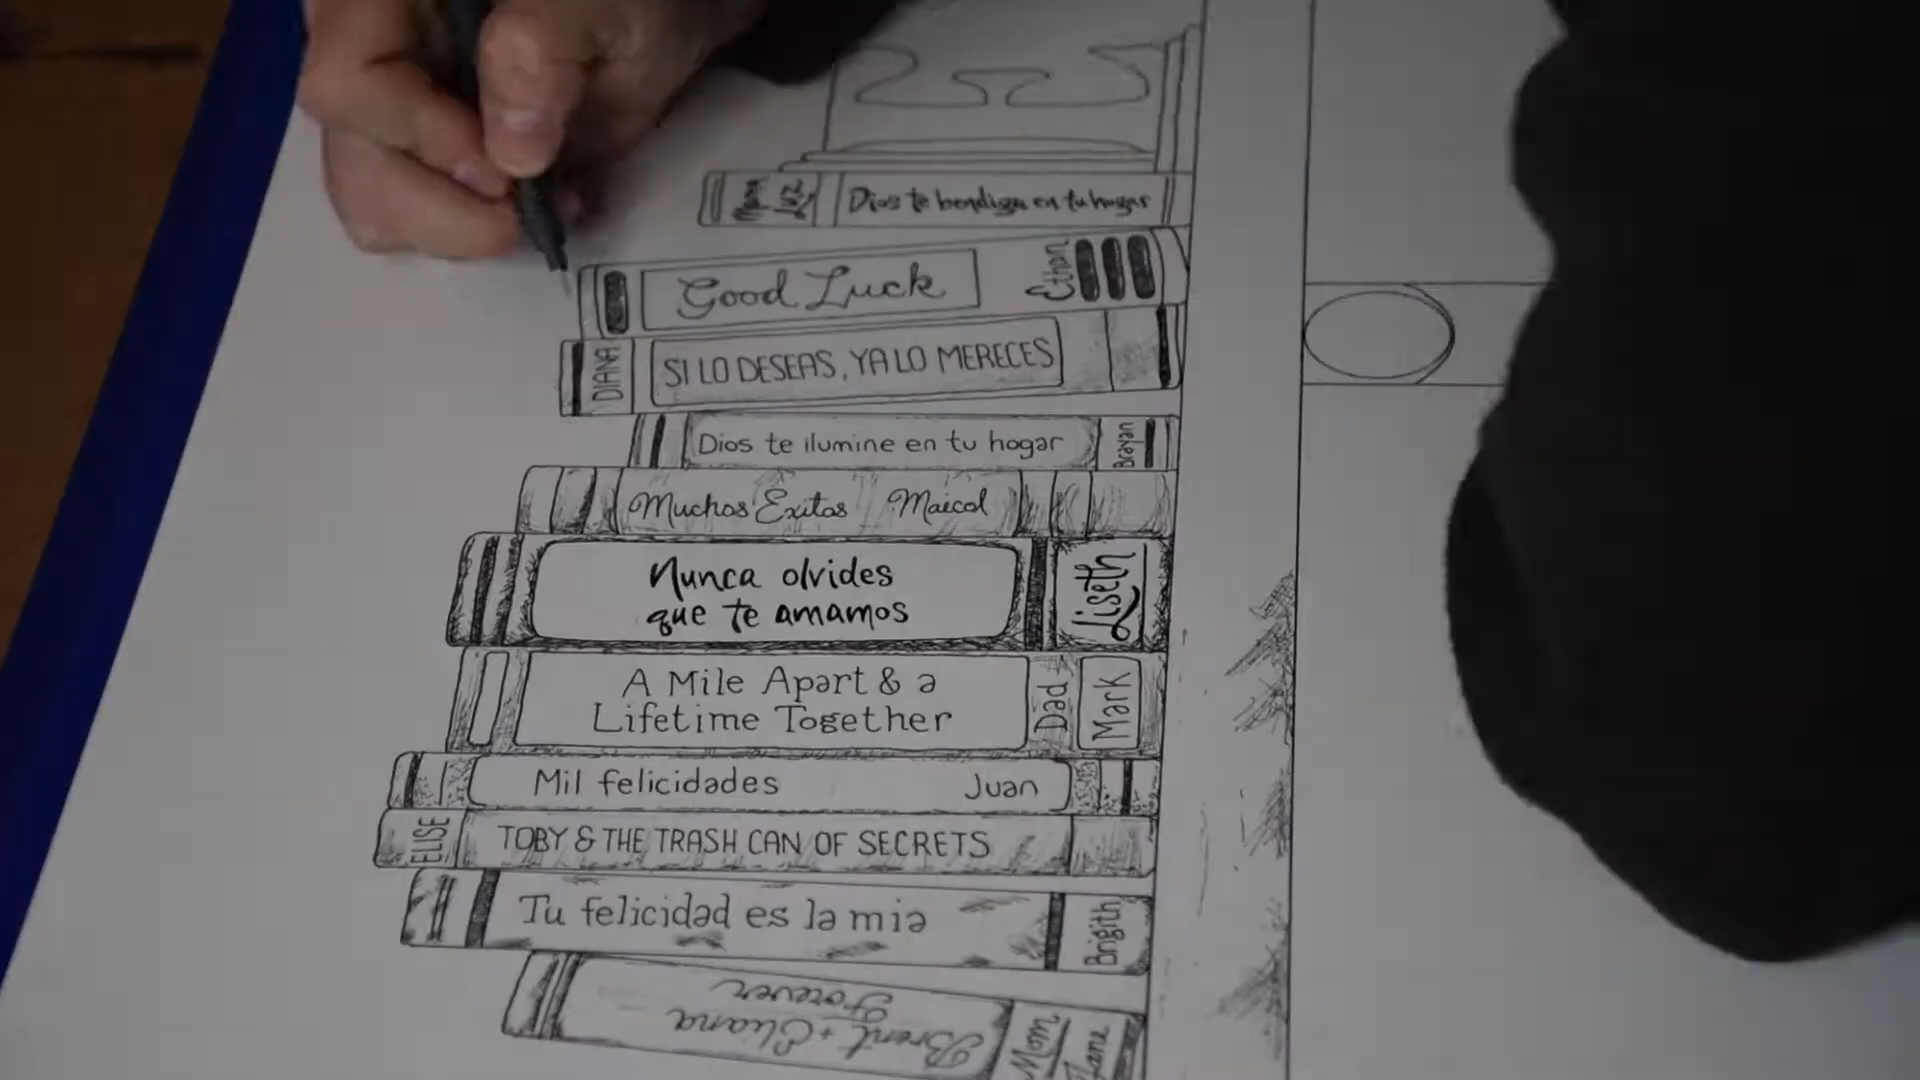 Dios te bendiga en tu hogar
Good Luck
Ethan
DIANA
SI LO DESEAS, YA LO MERECES
Dios te ilumine en tu hogar
Brayan
Muchos Exitos Maicol
Nunca olvides
que te amamos
Liseth
A Mile Apart & a
Lifetime Together
Dad
Mark
Mil felicidades Juan
ELISE
TOBY & THE TRASH CAN OF SECRETS
Tu felicidad es la mia
Brigith
Brent + Eliana
Forever
Mom
Jane